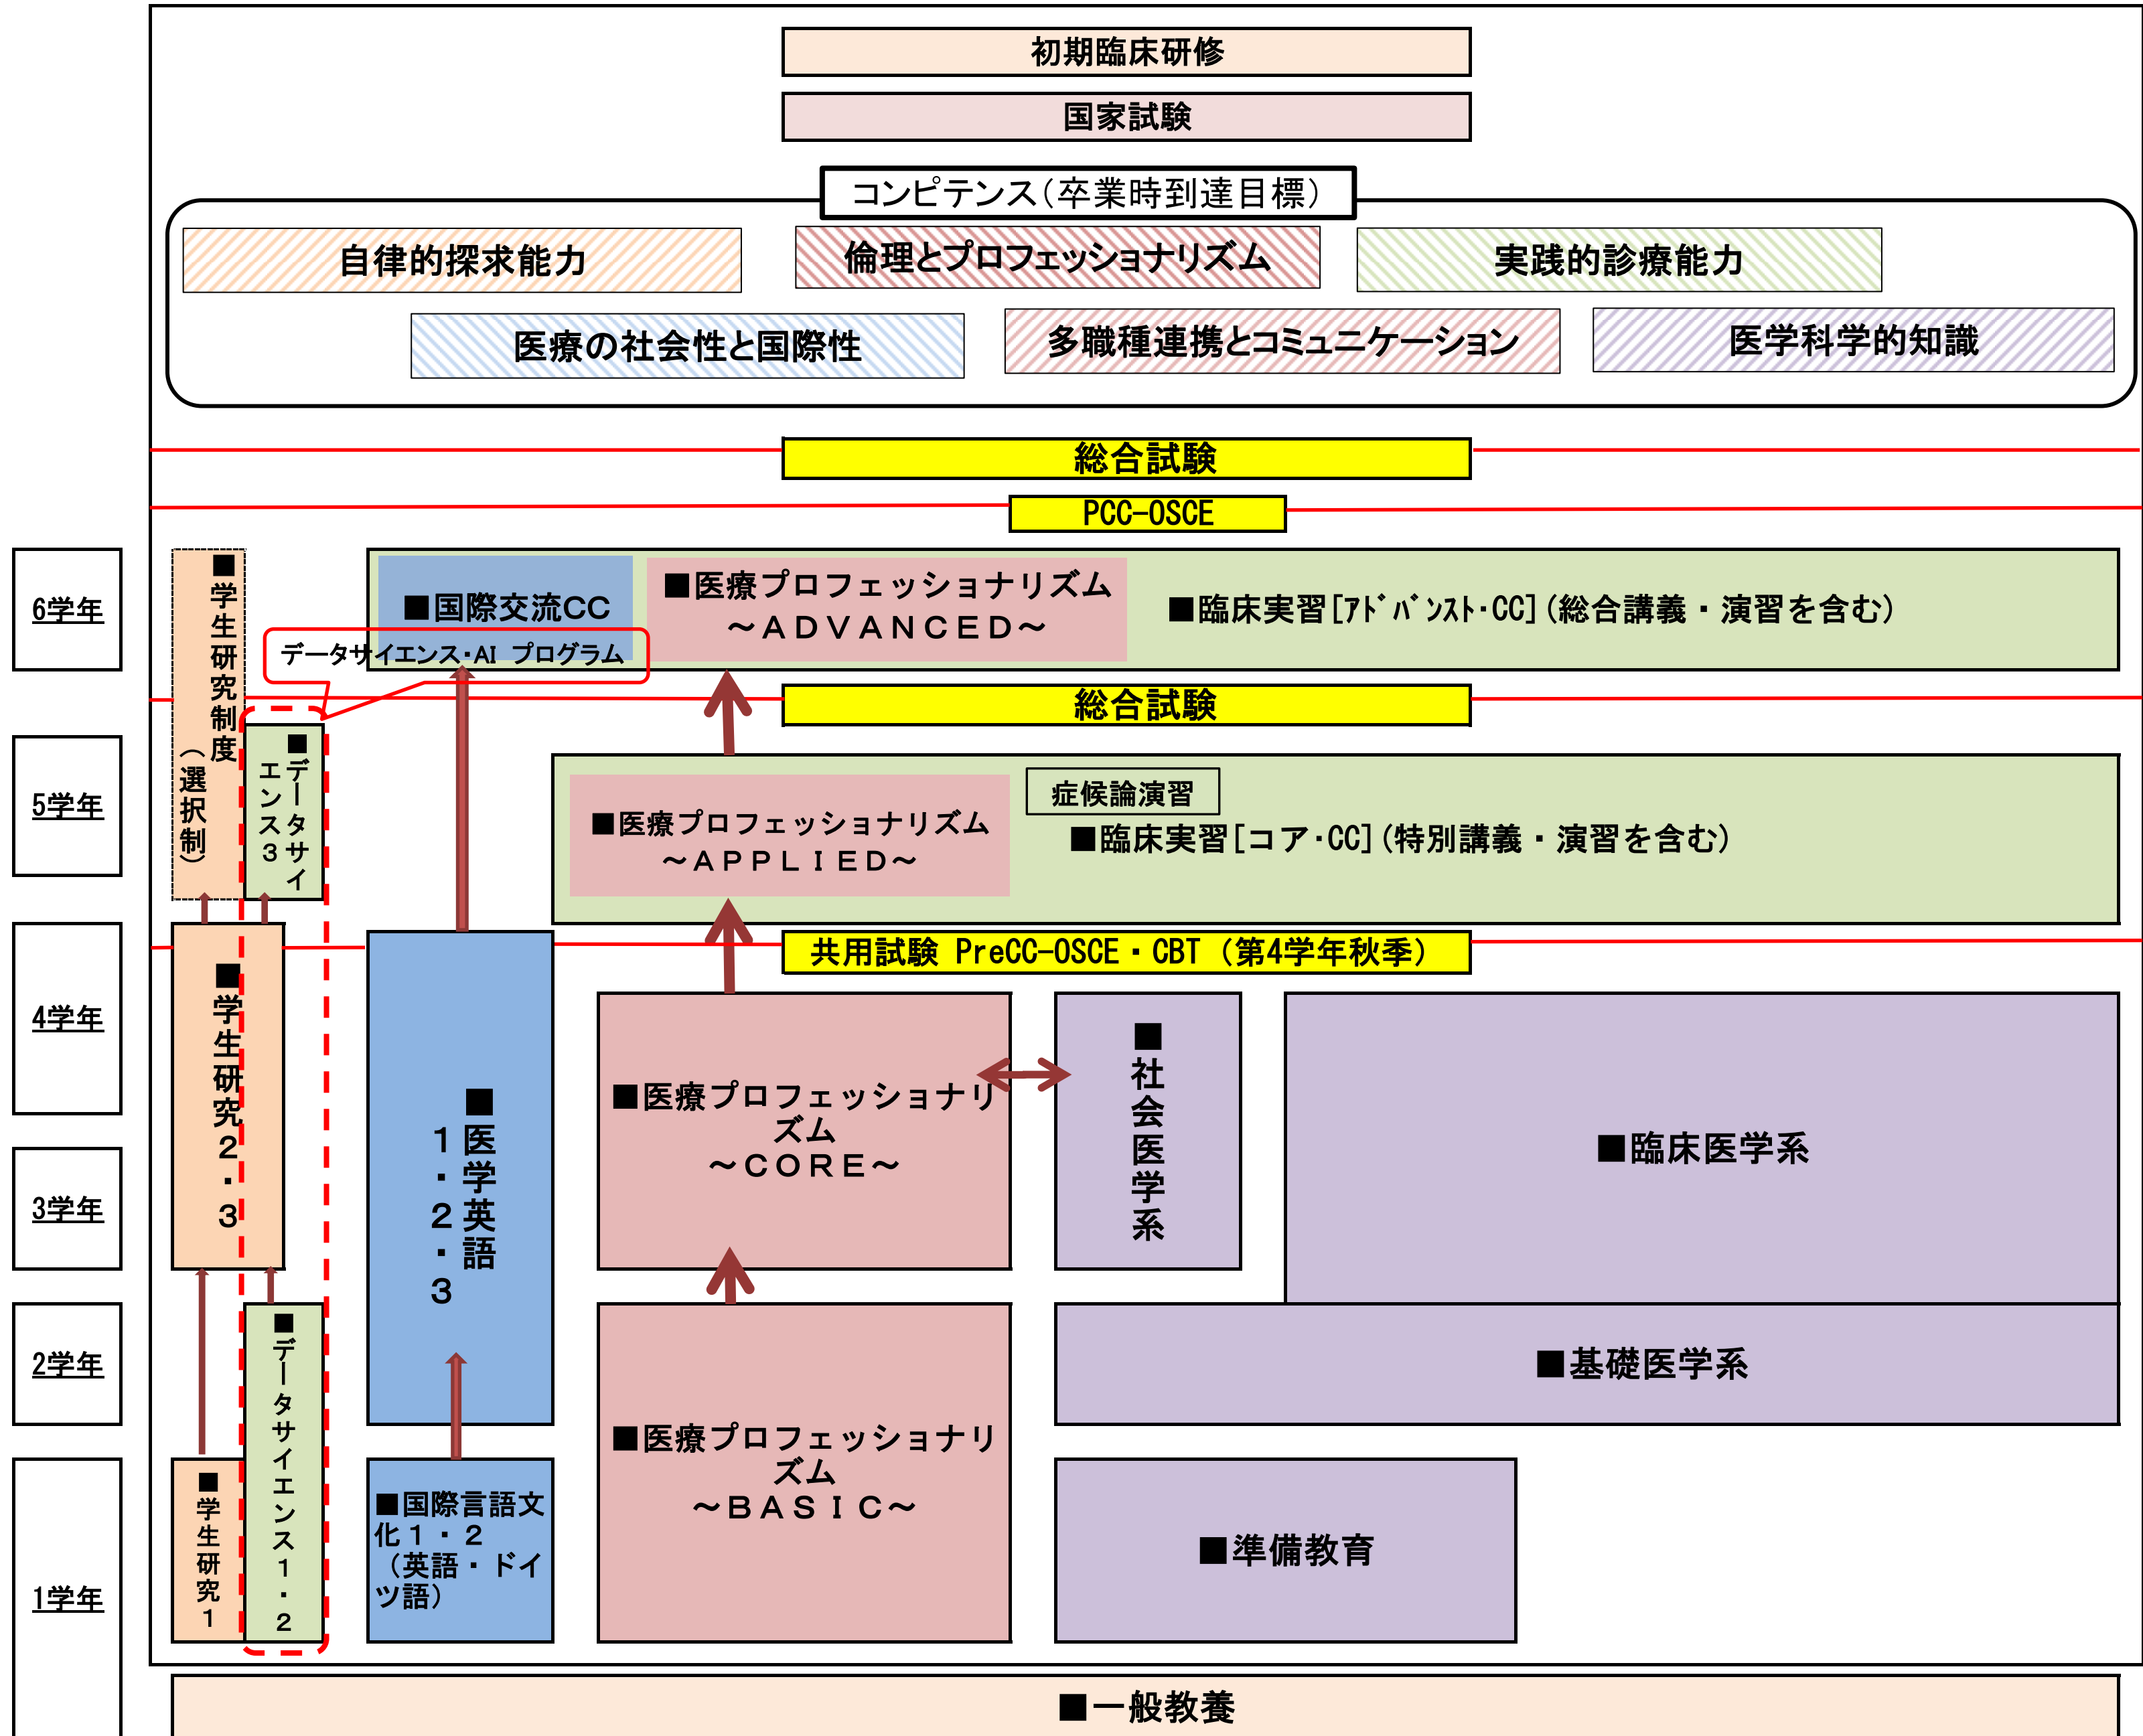 初期臨床研修
国家試験
コンピテンス(卒業時到達目標)
自律的探求能力
倫理とプロフェッショナリズム
実践的診療能力
医療の社会性と国際性
多職種連携とコミュニケーション
医学科学的知識
総合試験
PCC-OSCE
6学年
■学生研究制度
(選択制)
■国際交流CC
■医療プロフェッショナリズム
～ADVANCED～
■臨床実習[ｱﾄﾞﾊﾞﾝｽﾄ・CC](総合講義・演習を含む)
データサイエンス・AI プログラム
総合試験
5学年
■データサイ
エンス3
■医療プロフェッショナリズム
～APPLIED～
症候論演習
■臨床実習[コア・CC](特別講義・演習を含む)
共用試験 PreCC-OSCE・CBT (第4学年秋季)
4学年
■学生研究2・3
■医学英語
1・2・3
■医療プロフェッショナリ
ズム
～CORE～
■社会医学系
■臨床医学系
3学年
2学年
■データサイエンス1・2
■基礎医学系
1学年
■学生研究1
■国際言語文
化1・2
(英語・ドイ
ツ語)
■医療プロフェッショナリ
ズム
～BASIC～
■準備教育
■一般教養